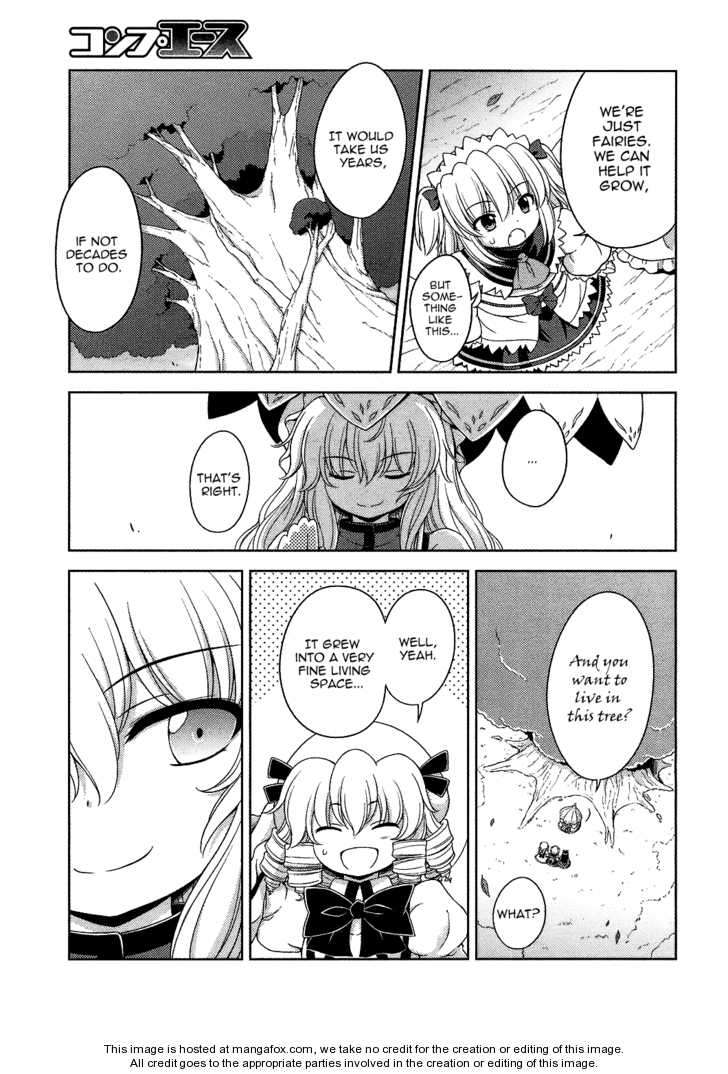 コンプエース
WE'RE
JUST
FAIRIES.
WE CAN
HELP IT
GROW,
BUT
SOME-
THING
LIKE
THIS...
IT WOULD
TAKE US
YEARS,
IF NOT
DECADES
TO DO.
...
THAT'S
RIGHT.
And you
want to
live in
this tree?
WHAT?
WELL,
YEAH.
IT GREW
INTO A VERY
FINE LIVING
SPACE...
This image is hosted at mangafox.com, we take no credit for the creation or editing of this image.
All credit goes to the appropriate parties involved in the creation or editing of this image.